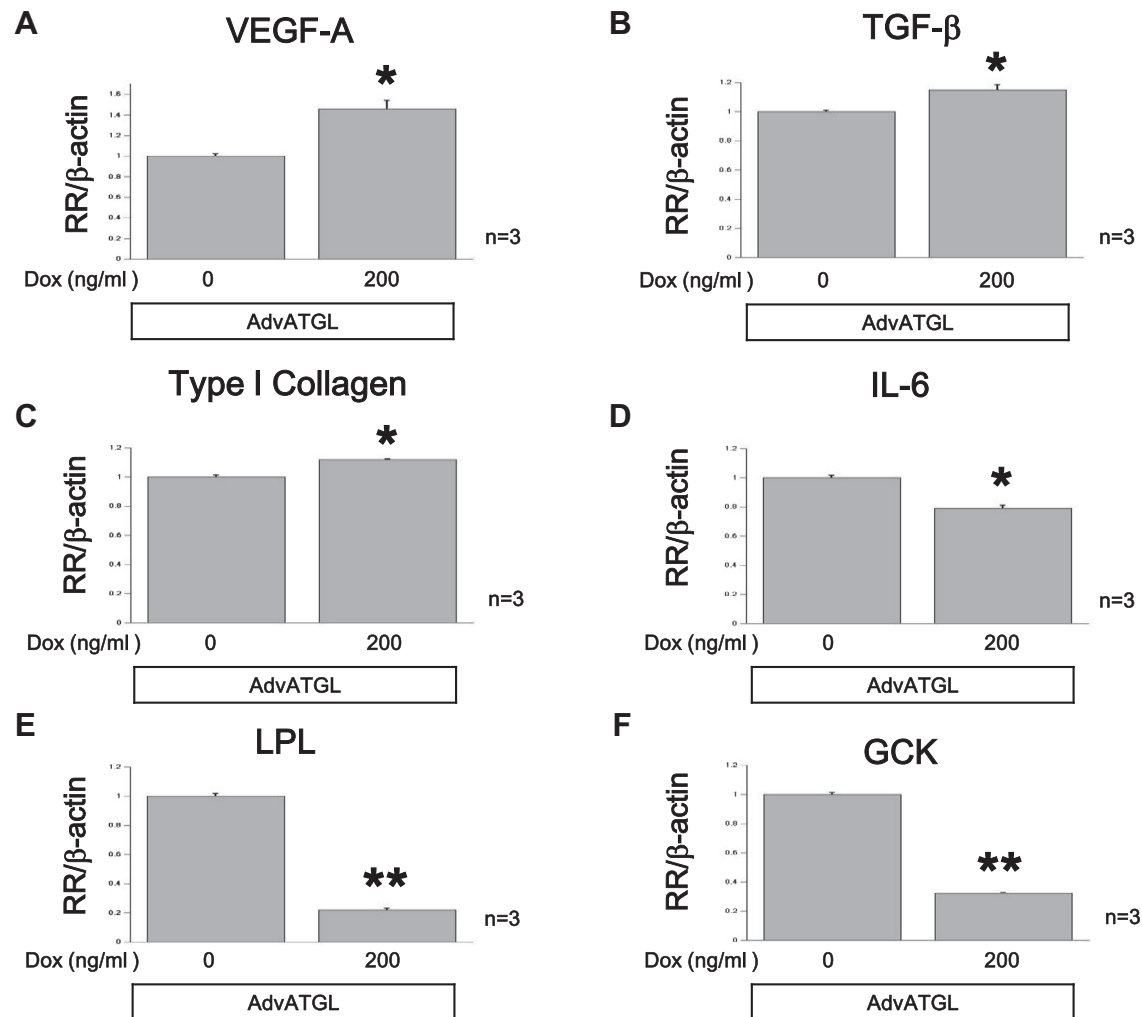 A
VEGF-A
*
RR/β-actin
1.6
1.4
1.2
1
0.8
0.6
0.4
0.2
0
n=3
Dox (ng/ml )
0
200
AdvATGL
B
TGF-β
*
RR/β-actin
1.2
1
0.8
0.6
0.4
0.2
0
n=3
Dox (ng/ml )
0
200
AdvATGL
C
Type I Collagen
*
RR/β-actin
1.2
1
0.8
0.6
0.4
0.2
0
n=3
Dox (ng/ml )
0
200
AdvATGL
D
IL-6
*
RR/β-actin
1.2
1
0.8
0.6
0.4
0.2
0
n=3
Dox (ng/ml )
0
200
AdvATGL
E
LPL
**
RR/β-actin
1.2
1
0.8
0.6
0.4
0.2
0
n=3
Dox (ng/ml )
0
200
AdvATGL
F
GCK
**
RR/β-actin
1.2
1
0.8
0.6
0.4
0.2
0
n=3
Dox (ng/ml )
0
200
AdvATGL